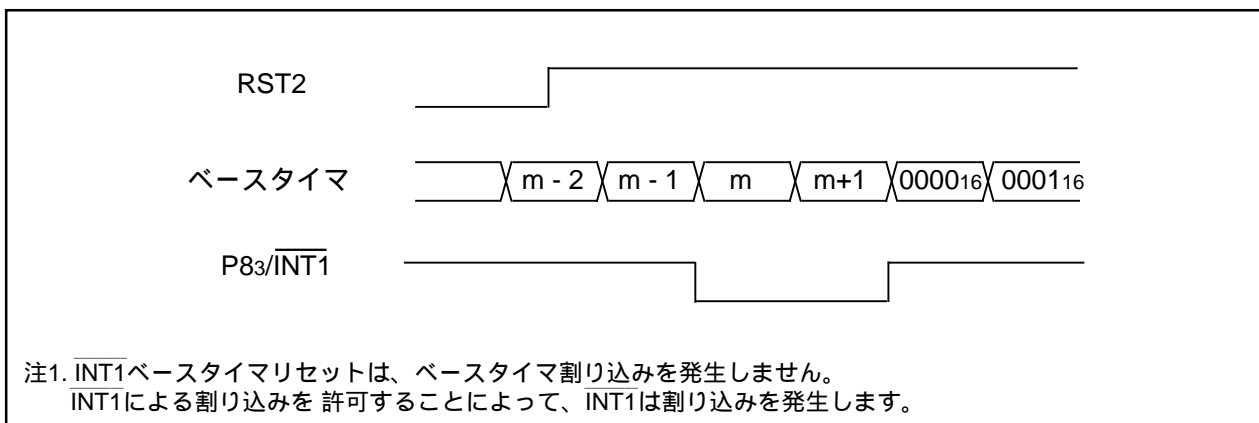 RST2
ベースタイマ
m - 2 m - 1 m m+1 000016 000116
P83/INT1
注1. INT1ベースタイマリセットは、ベースタイマ割り込みを発生しません。
INT1による割り込みを 許可することによって、INT1は割り込みを発生します。